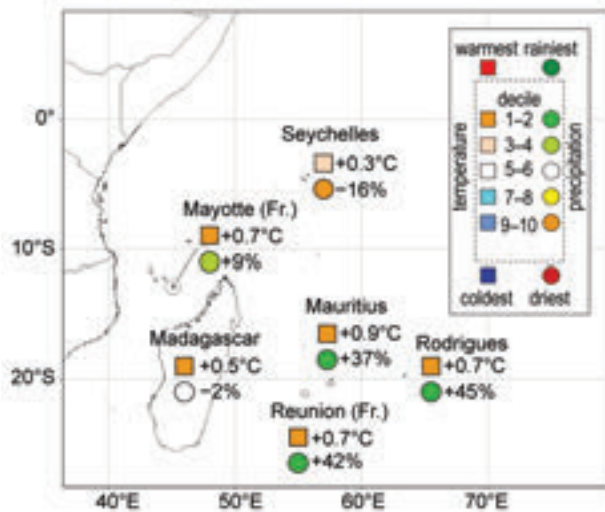 warmest rainiest
decile
1–2
3–4
5–6
7–8
9–10
temperature
precipitation
coldest driest
0°
10°S
20°S
Seychelles
+0.3°C
−16%
Mayotte (Fr.)
+0.7°C
+9%
Mauritius
+0.9°C
+37%
Madagascar
+0.5°C
−2%
Rodrigues
+0.7°C
+45%
Reunion (Fr.)
+0.7°C
+42%
40°E 50°E 60°E 70°E